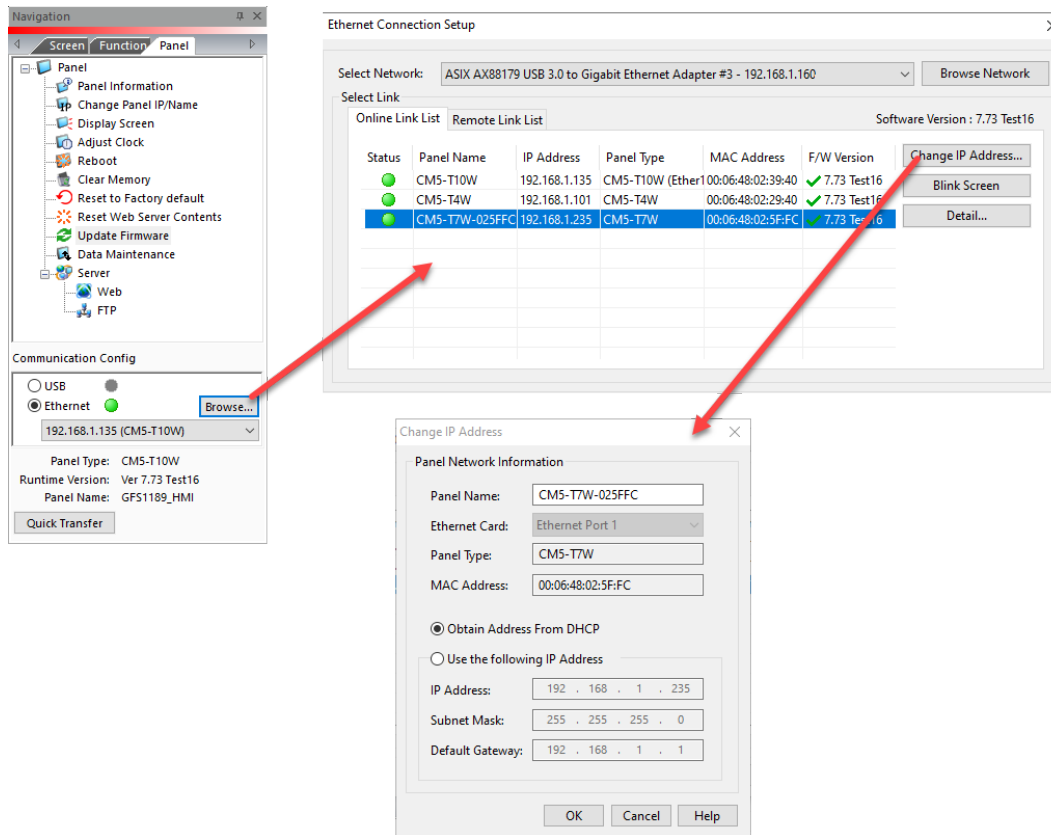 Navigation
Screen Function Panel
Panel
Panel Information
Change Panel IP/Name
Display Screen
Adjust Clock
Reboot
Clear Memory
Reset to Factory default
Reset Web Server Contents
Update Firmware
Data Maintenance
Server
Web
FTP
Communication Config
USB
Ethernet Browse...
192.168.1.135 (CM5-T10W)
Panel Type: CM5-T10W
Runtime Version: Ver 7.73 Test16
Panel Name: GFS1189_HMI
Quick Transfer
Ethernet Connection Setup
Select Network: ASIX AX88179 USB 3.0 to Gigabit Ethernet Adapter #3 - 192.168.1.160 Browse Network
Select Link
Online Link List Remote Link List Software Version : 7.73 Test16
Status Panel Name IP Address Panel Type MAC Address F/W Version Change IP Address...
CM5-T10W 192.168.1.135 CM5-T10W (Ether1 00:06:48:02:39:40 7.73 Test16
CM5-T4W 192.168.1.101 CM5-T4W 00:06:48:02:29:40 7.73 Test16
CM5-T7W-025FFC 192.168.1.235 CM5-T7W 00:06:48:02:5F:FC 7.73 Test16
Blink Screen
Detail...
Change IP Address
Panel Network Information
Panel Name: CM5-T7W-025FFC
Ethernet Card: Ethernet Port 1
Panel Type: CM5-T7W
MAC Address: 00:06:48:02:5F:FC
Obtain Address From DHCP
Use the following IP Address
IP Address: 192 . 168 . 1 . 235
Subnet Mask: 255 . 255 . 255 . 0
Default Gateway: 192 . 168 . 1 . 1
OK Cancel Help